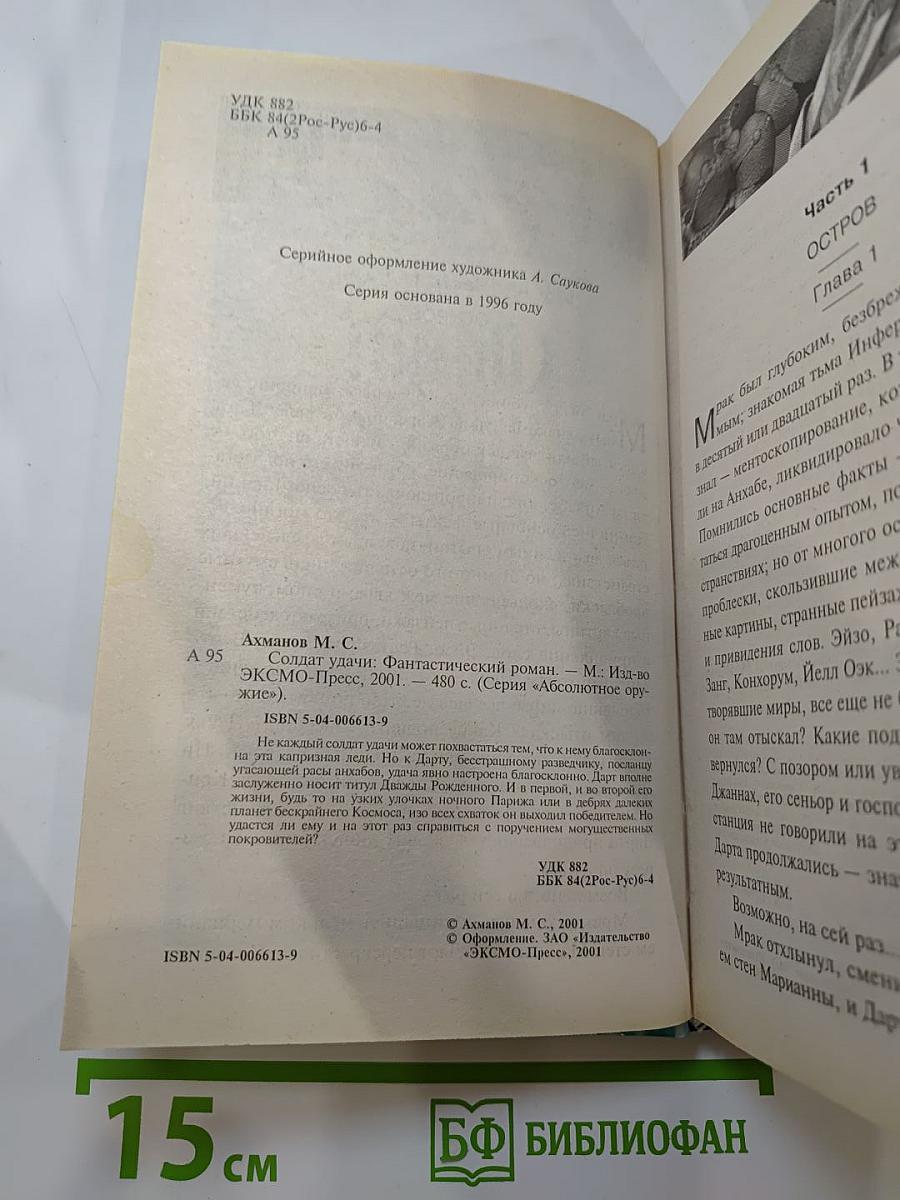 УДК 882
ББК 84(2Рос-Рус)6-4
А 95
Серийное оформление художника А. Саукова
Серия основана в 1996 году
Ахманов М. С.
А 95 Солдат удачи: Фантастический роман. — М.: Изд-во
ЭКСМО-Пресс, 2001. — 480 с. (Серия «Абсолютное ору-
жие»).
ISBN 5-04-006613-9
Не каждый солдат удачи может похвастаться тем, что к нему благосклон-
на эта капризная леди. Но к Дарту, бесстрашному разведчику, посланцу
угасающей расы анхабов, удача явно настроена благосклонно. Дарт вполне
заслуженно носит титул Дважды Рожденного. И в первой, и во второй его
жизни, будь то на узких улочках ночного Парижа или в дебрях далеких
планет бескрайнего Космоса, изо всех схваток он выходил победителем. Но
удастся ли ему и на этот раз справиться с поручением могущественных
покровителей?
УДК 882
ББК 84(2Рос-Рус)6-4
© Ахманов М. С., 2001
© Оформление. ЗАО «Издательство
«ЭКСМО-Пресс», 2001
ISBN 5-04-006613-9
Часть 1
ОСТРОВ
Глава 1
Мрак был глубоким, безбреж
мым; знакомая тьма Инфер
в десятый или двадцатый раз. В
знал — ментоскопирование, ко
ли на Анхабе, ликвидировало ч
Помнились основные факты —
таться драгоценным опытом, по
странствиях; но от многого ос
проблески, скользившие меж
ные картины, странные пейзаж
и привидения слов. Эйзо, Ра
Занг, Конхорум, Йелл Оэк...
творявшие миры, все еще не
он там отыскал? Какие под
вернулся? С позором или ув
Джаннах, его сеньор и госп
станция не говорили на э
Дарта продолжались — зна
результатным.
Возможно, на сей раз...
Мрак отхлынул, смени
ем стен Марианны, и Дар
15 см
БФ БИБЛИОФАН